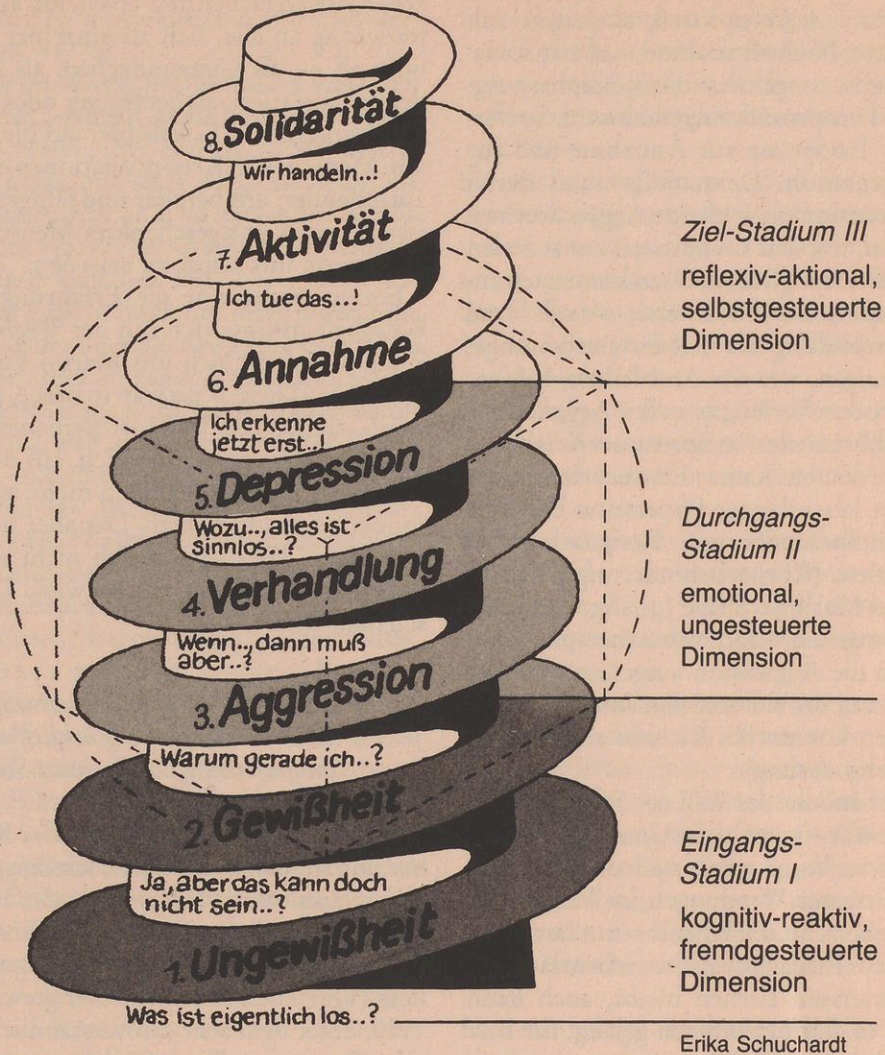 8. Solidarität
Wir handeln..!
7. Aktivität
Ich tue das..!
6. Annahme
Ich erkenne
jetzt erst..!
5. Depression
Wozu.., alles ist
sinnlos..?
4. Verhandlung
Wenn.., dann muß
aber..?
3. Aggression
Warum gerade ich..?
2. Gewißheit
Ja, aber das kann doch
nicht sein..?
1. Ungewißheit
Was ist eigentlich los..?
Ziel-Stadium III
reflexiv-aktional,
selbstgesteuerte
Dimension
Durchgangs-
Stadium II
emotional,
ungesteuerte
Dimension
Eingangs-
Stadium I
kognitiv-reaktiv,
fremdgesteuerte
Dimension
Erika Schuchardt